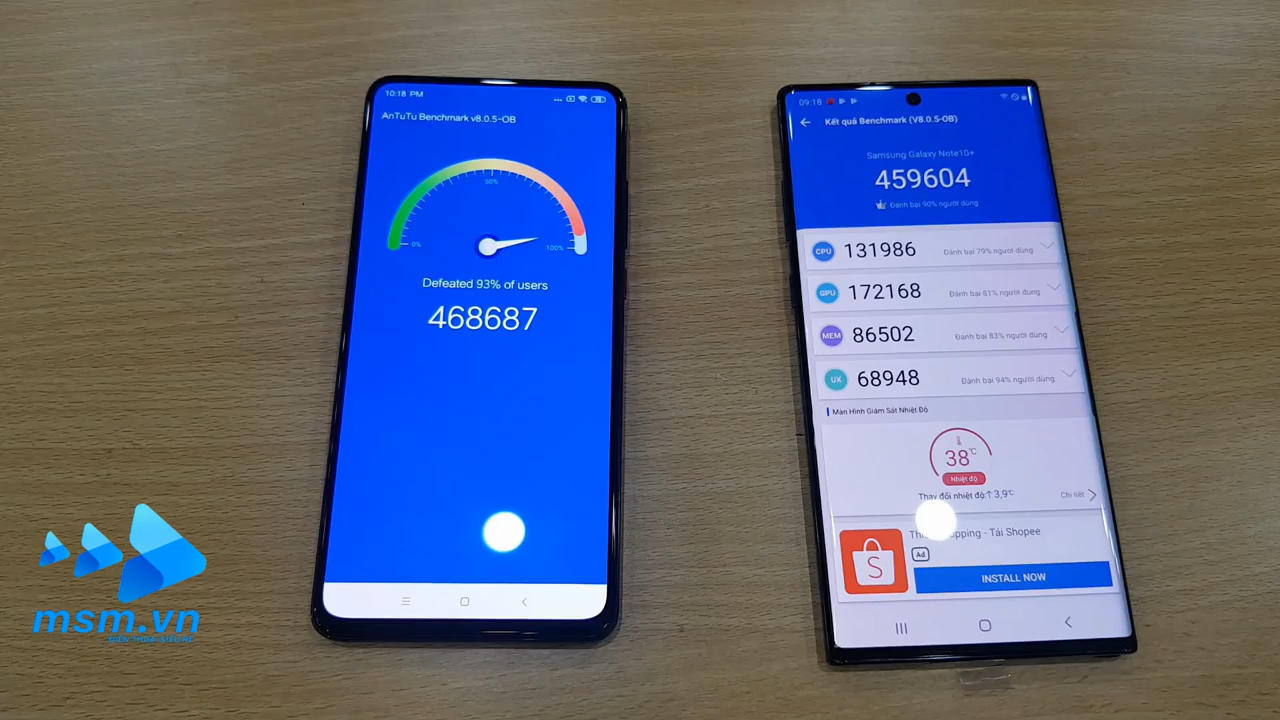 10:18 PM
AnTuTu Benchmark v8.0.5-OB
50%
0%
100%
Defeated 93% of users
468687
09:18
Kết quả Benchmark (V8.0.5-OB)
Samsung Galaxy Note10+
459604
Đánh bại 90% người dùng
CPU 131986 Đánh bại 79% người dùng
GPU 172168 Đánh bại 81% người dùng
MEM 86502 Đánh bại 83% người dùng
UX 68948 Đánh bại 94% người dùng
Màn Hình Giám Sát Nhiệt Độ
38°C
Nhiệt độ
Thay đổi nhiệt độ:↑ 3,9°C Chi tiết
pping - Tải Shopee
Ad
S
INSTALL NOW
msm.vn